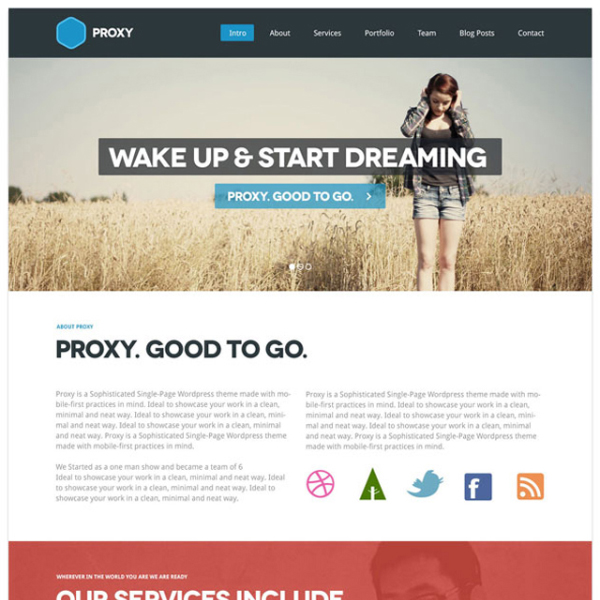 PROXY
Intro About Services Portfolio Team Blog Posts Contact
WAKE UP & START DREAMING
PROXY. GOOD TO GO.
ABOUT PROXY
PROXY. GOOD TO GO.
Proxy is a Sophisticated Single-Page Wordpress theme made with mo-
bile-first practices in mind. Ideal to showcase your work in a clean,
minimal and neat way. Ideal to showcase your work in a clean, mini-
mal and neat way. Ideal to showcase your work in a clean, minimal
and neat way. Proxy is a Sophisticated Single-Page Wordpress theme
made with mobile-first practices in mind.
We Started as a one man show and became a team of 6
Ideal to showcase your work in a clean, minimal and neat way. Ideal
to showcase your work in a clean, minimal and neat way. Ideal to
showcase your work in a clean, minimal and neat way.
Proxy is a Sophisticated Single-Page Wordpress theme made with mo-
bile-first practices in mind. Ideal to showcase your work in a clean,
minimal and neat way. Ideal to showcase your work in a clean, mini-
mal and neat way. Ideal to showcase your work in a clean, minimal
and neat way. Proxy is a Sophisticated Single-Page Wordpress theme
made with mobile-first practices in mind.
WHEREVER IN THE WORLD YOU ARE WE ARE READY
OUR SERVICES INCLUDE